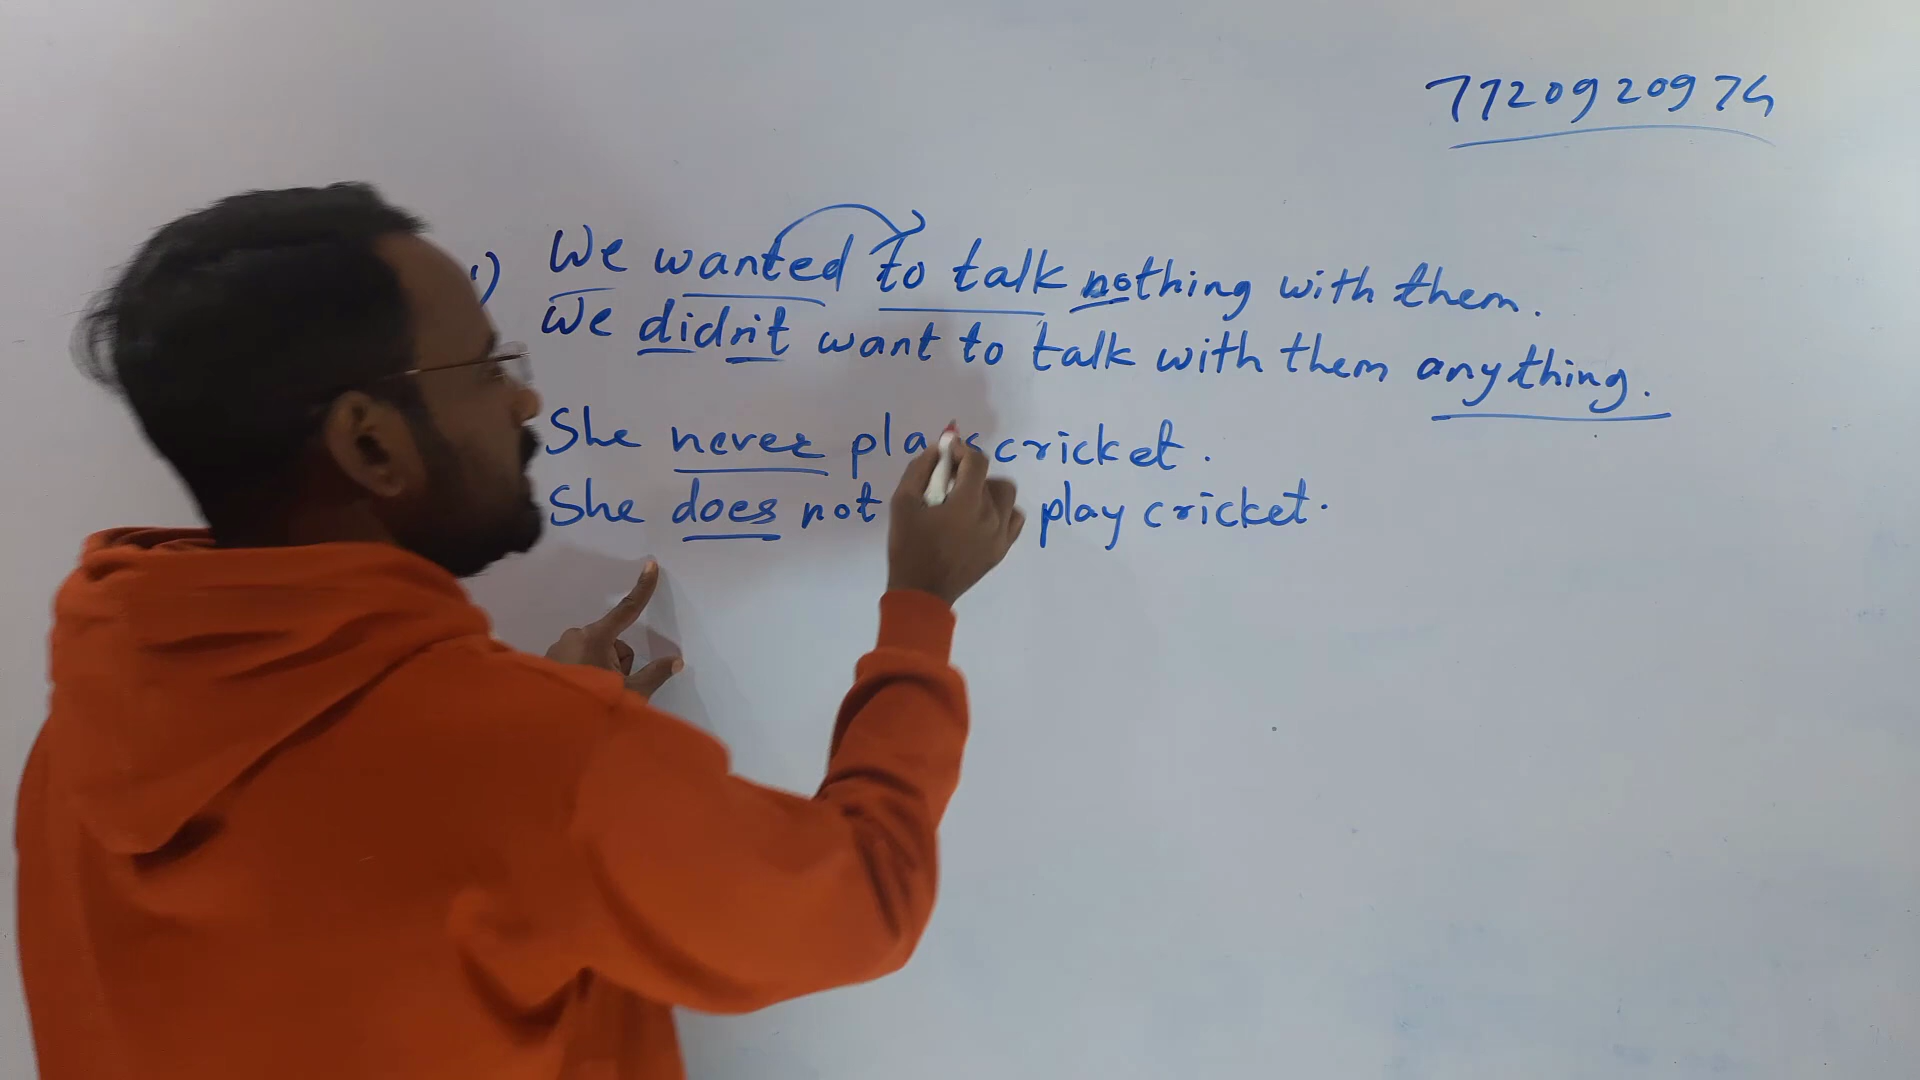 7720920974
1) We wanted to talk nothing with them.
We didn't want to talk with them anything.
She never plays cricket.
She does not play cricket.